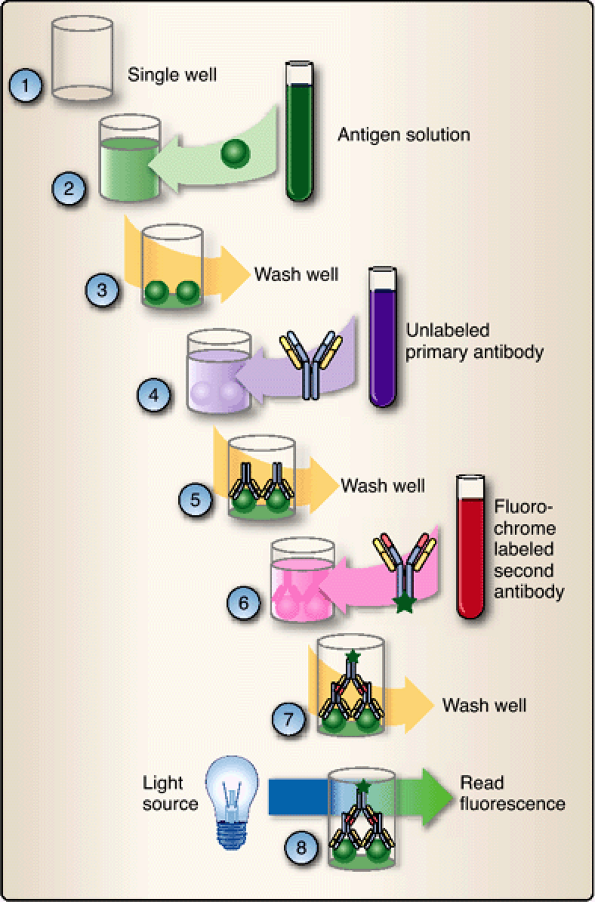 1
Single well
Antigen solution
2
3
Wash well
Unlabeled
primary antibody
4
5
Wash well
Fluoro-
chrome
labeled
second
antibody
6
7
Wash well
Light
source
Read
fluorescence
8